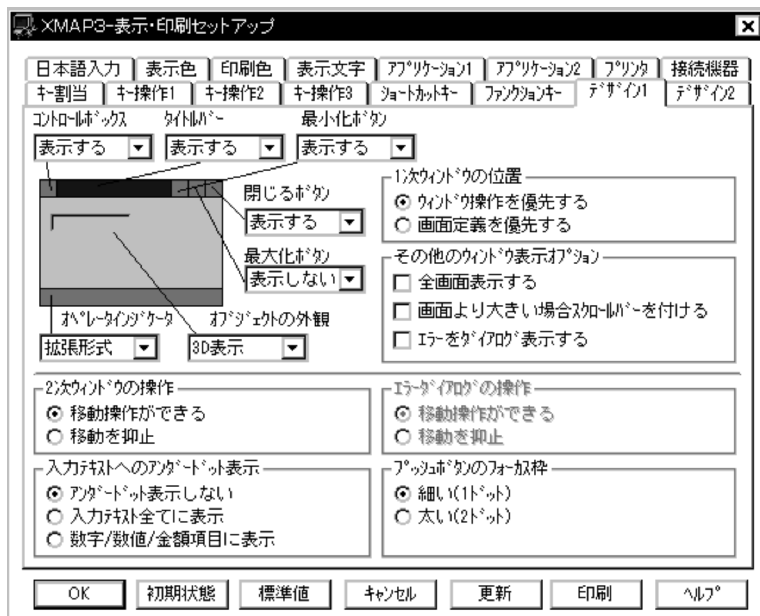 XMAP3-表示･印刷セットアップ
日本語入力 表示色 印刷色 表示文字 ｱﾌﾟﾘｹｰｼｮﾝ1 ｱﾌﾟﾘｹｰｼｮﾝ2 ﾌﾟﾘﾝﾀ 接続機器
ｷｰ割当 ｷｰ操作1 ｷｰ操作2 ｷｰ操作3 ｼｮｰﾄｶｯﾄｷｰ ﾌｧﾝｸｼｮﾝｷｰ ﾃﾞｻﾞｲﾝ1 ﾃﾞｻﾞｲﾝ2
ｺﾝﾄﾛｰﾙﾎﾞｯｸｽ ﾀｲﾄﾙﾊﾞｰ 最小化ﾎﾞﾀﾝ
表示する 表示する 表示する
閉じるﾎﾞﾀﾝ
表示する
最大化ﾎﾞﾀﾝ
表示しない
ｵﾍﾟﾚｰﾀｲﾝｼﾞｹｰﾀ ｵﾌﾞｼﾞｪｸﾄの外観
拡張形式 3D表示
1次ｳｨﾝﾄﾞｳの位置
ｳｨﾝﾄﾞｳ操作を優先する
画面定義を優先する
その他のｳｨﾝﾄﾞｳ表示ｵﾌﾟｼｮﾝ
全画面表示する
画面より大きい場合ｽｸﾛｰﾙﾊﾞｰを付ける
ｴﾗｰをﾀﾞｲｱﾛｸﾞ表示する
2次ｳｨﾝﾄﾞｳの操作
移動操作ができる
移動を抑止
ｴﾗｰﾀﾞｲｱﾛｸﾞの操作
移動操作ができる
移動を抑止
入力ﾃｷｽﾄへのｱﾝﾀﾞｰﾄﾞｯﾄ表示
ｱﾝﾀﾞｰﾄﾞｯﾄ表示しない
入力ﾃｷｽﾄ全てに表示
数字/数値/金額項目に表示
ﾌﾟｯｼｭﾎﾞﾀﾝのﾌｫｰｶｽ枠
細い(1ﾄﾞｯﾄ)
太い(2ﾄﾞｯﾄ)
OK 初期状態 標準値 ｷｬﾝｾﾙ 更新 印刷 ﾍﾙﾌﾟ